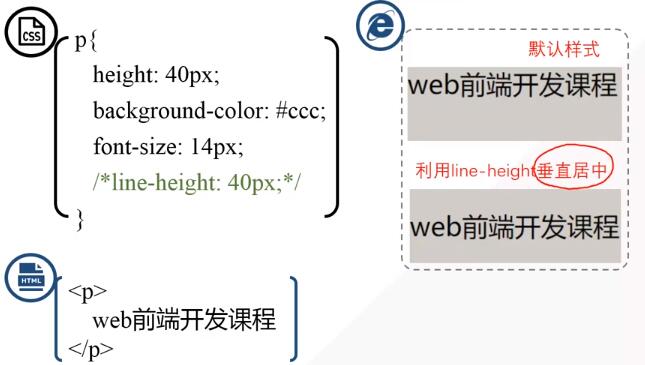 CSS
p{
height: 40px;
background-color: #ccc;
font-size: 14px;
/*line-height: 40px;*/
}
HTML
<p>
web前端开发课程
</p>
默认样式
web前端开发课程
利用line-height垂直居中
web前端开发课程